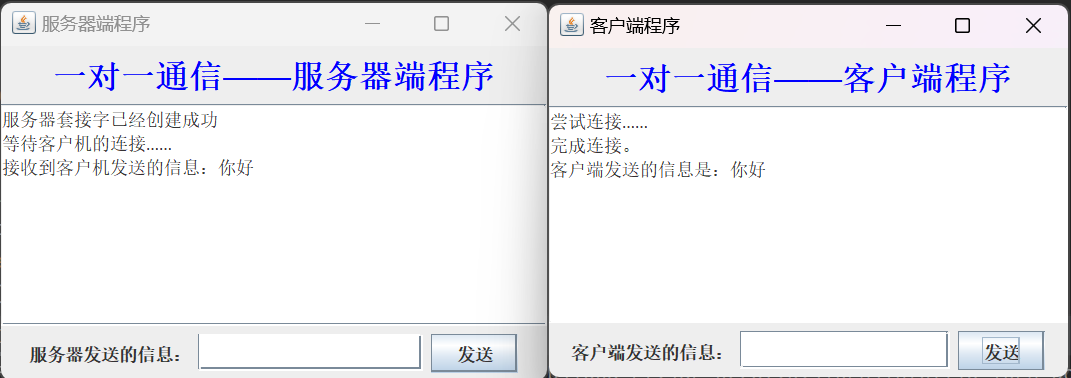 服务器端程序
一对一通信——服务器端程序
服务器套接字已经创建成功
等待客户机的连接......
接收到客户机发送的信息：你好
服务器发送的信息：
发送
客户端程序
一对一通信——客户端程序
尝试连接......
完成连接。
客户端发送的信息是：你好
客户端发送的信息：
发送